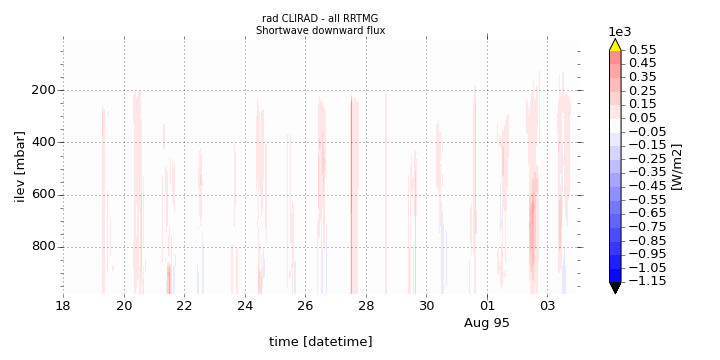 rad CLIRAD - all RRTMG
Shortwave downward flux
1e3
0.55
0.45
0.35
0.25
0.15
0.05
−0.05
−0.15
−0.25
−0.35
−0.45
−0.55
−0.65
−0.75
−0.85
−0.95
−1.05
−1.15
[W/m2]
ilev [mbar]
200
400
600
800
18 20 22 24 26 28 30 01 03
Aug 95
time [datetime]